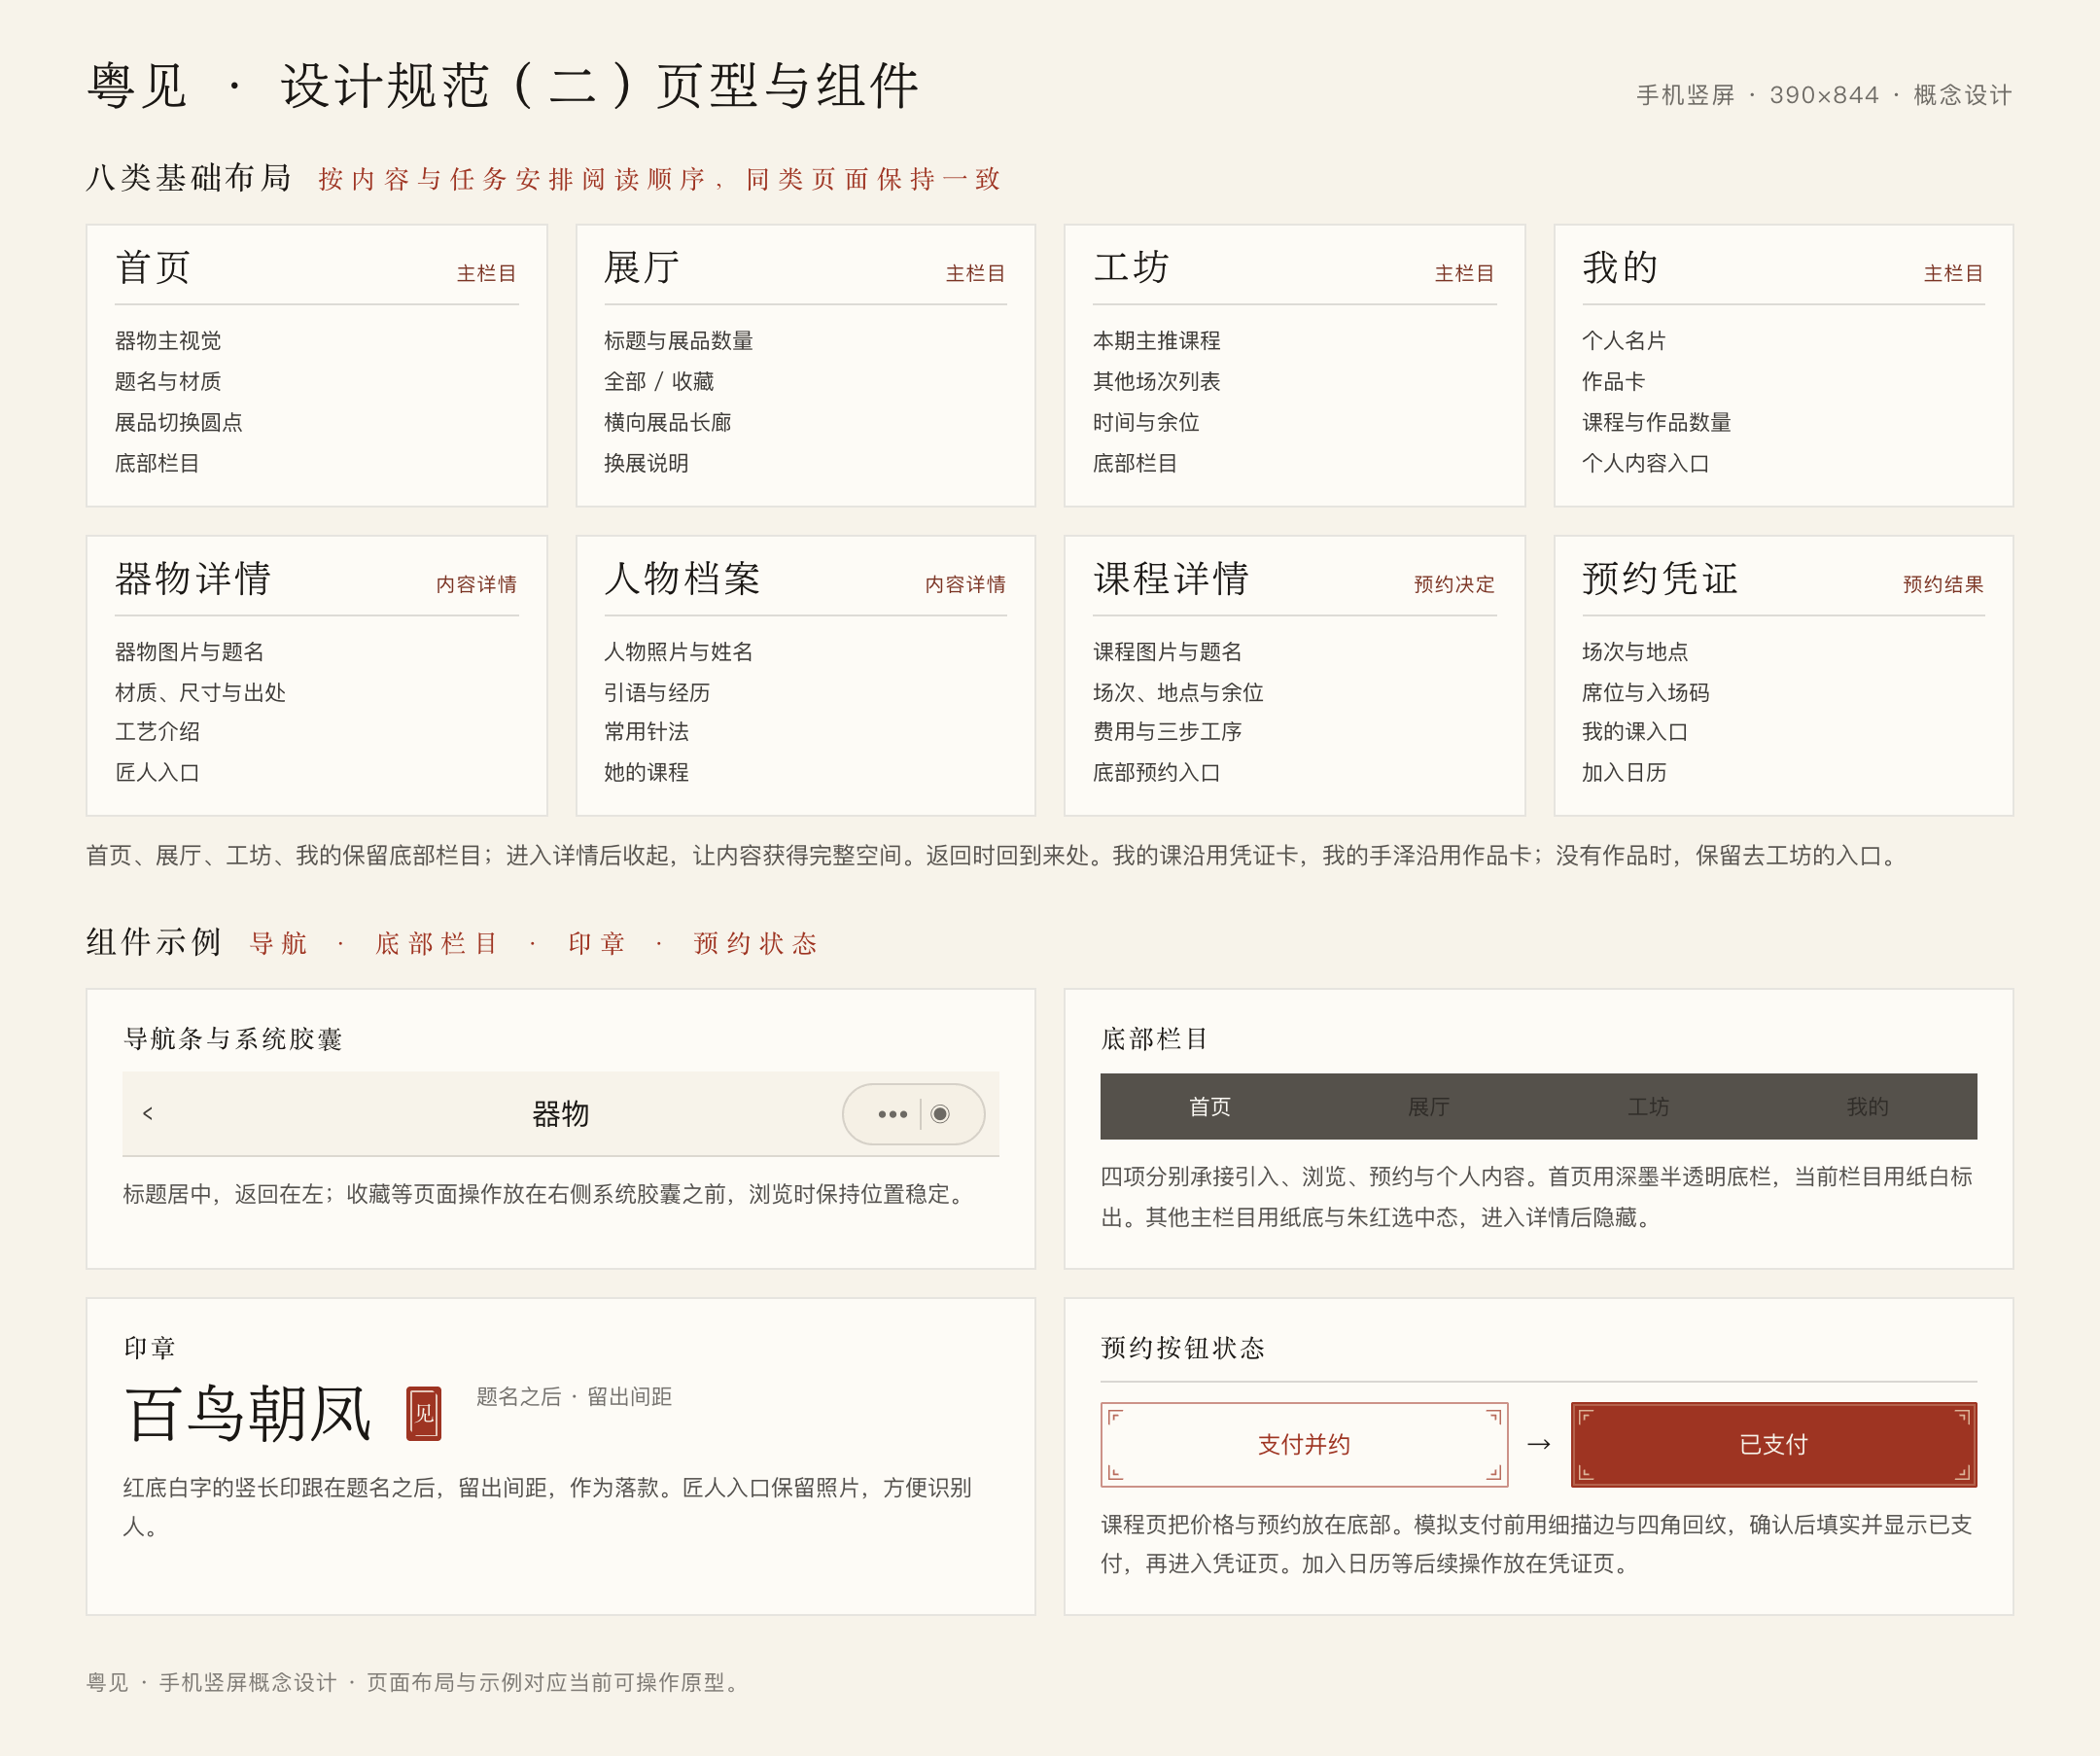 粤见 · 设计规范（二）页型与组件
手机竖屏 · 390×844 · 概念设计
八类基础布局 按内容与任务安排阅读顺序，同类页面保持一致
首页 主栏目
器物主视觉
题名与材质
展品切换圆点
底部栏目
展厅 主栏目
标题与展品数量
全部 / 收藏
横向展品长廊
换展说明
工坊 主栏目
本期主推课程
其他场次列表
时间与余位
底部栏目
我的 主栏目
个人名片
作品卡
课程与作品数量
个人内容入口
器物详情 内容详情
器物图片与题名
材质、尺寸与出处
工艺介绍
匠人入口
人物档案 内容详情
人物照片与姓名
引语与经历
常用针法
她的课程
课程详情 预约决定
课程图片与题名
场次、地点与余位
费用与三步工序
底部预约入口
预约凭证 预约结果
场次与地点
席位与入场码
我的课入口
加入日历
首页、展厅、工坊、我的保留底部栏目；进入详情后收起，让内容获得完整空间。返回时回到来处。我的课沿用凭证卡，我的手泽沿用作品卡；没有作品时，保留去工坊的入口。
组件示例 导航 · 底部栏目 · 印章 · 预约状态
导航条与系统胶囊
器物
标题居中，返回在左；收藏等页面操作放在右侧系统胶囊之前，浏览时保持位置稳定。
底部栏目
首页 展厅 工坊 我的
四项分别承接引入、浏览、预约与个人内容。首页用深墨半透明底栏，当前栏目用纸白标
出。其他主栏目用纸底与朱红选中态，进入详情后隐藏。
印章
百鸟朝凤 见 题名之后 · 留出间距
红底白字的竖长印跟在题名之后，留出间距，作为落款。匠人入口保留照片，方便识别
人。
预约按钮状态
支付并约 → 已支付
课程页把价格与预约放在底部。模拟支付前用细描边与四角回纹，确认后填实并显示已支
付，再进入凭证页。加入日历等后续操作放在凭证页。
粤见 · 手机竖屏概念设计 · 页面布局与示例对应当前可操作原型。